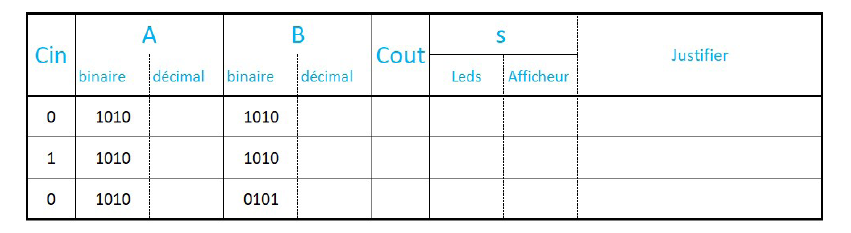 Cin A B Cout s Justifier
binaire décimal binaire décimal Leds Afficheur
0 1010 1010
1 1010 1010
0 1010 0101